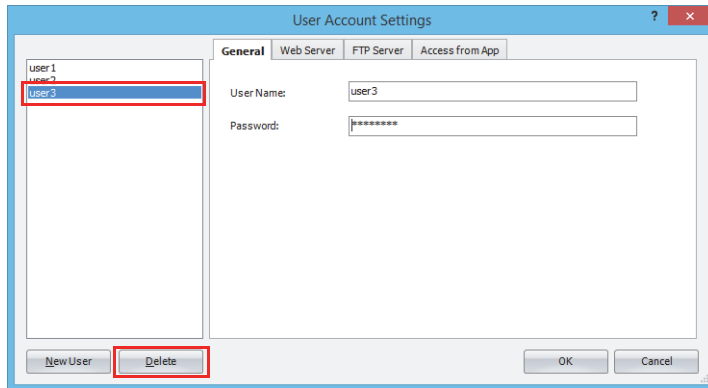 User Account Settings
?
General Web Server FTP Server Access from App
user1
user2
user3
User Name: user3
Password: ********
New User Delete OK Cancel